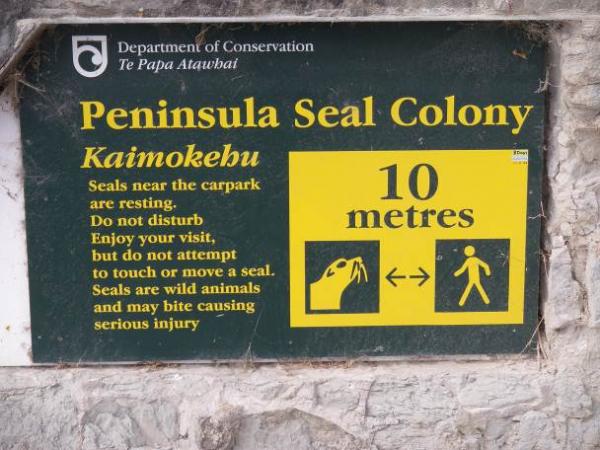 Department of Conservation
Te Papa Atawhai
Peninsula Seal Colony
Kaimokehu
Seals near the carpark
are resting.
Do not disturb
Enjoy your visit,
but do not attempt
to touch or move a seal.
Seals are wild animals
and may bite causing
serious injury
10
metres